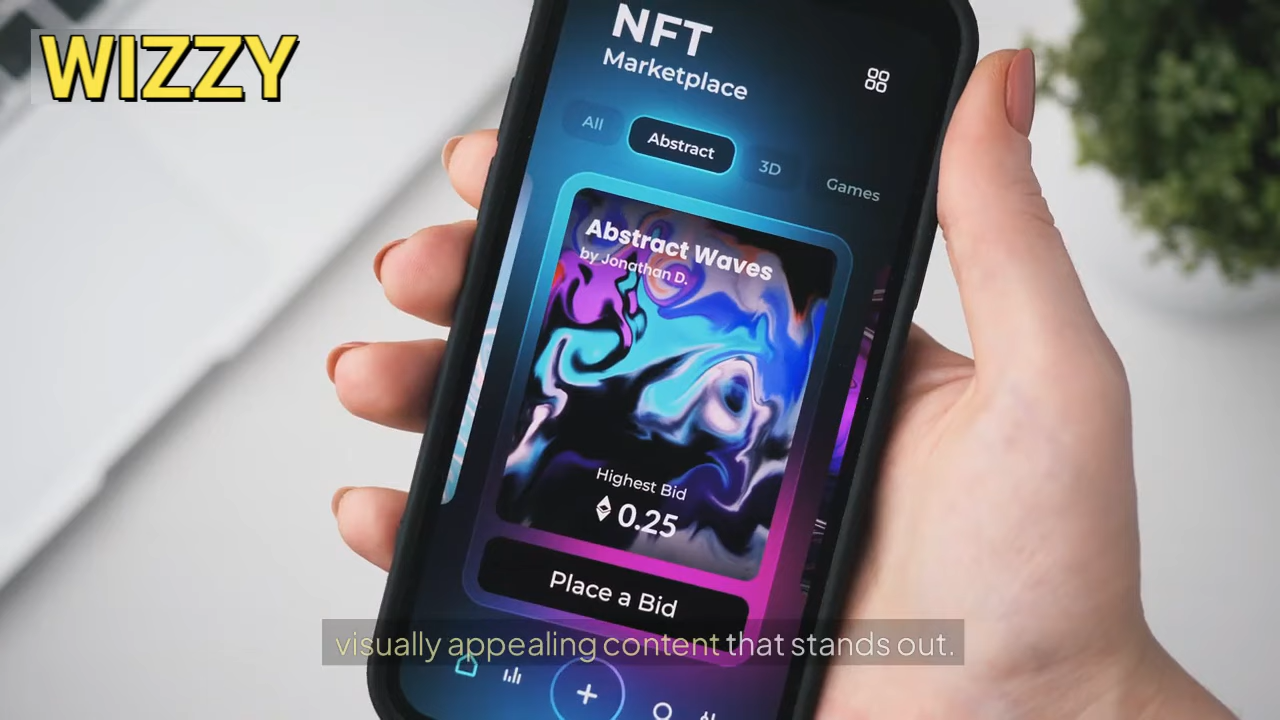 WIZZY
NFT
Marketplace
All
Abstract
3D
Games
Abstract Waves
by Jonathan D.
Highest Bid
0.25
Place a Bid
visually appealing content that stands out.